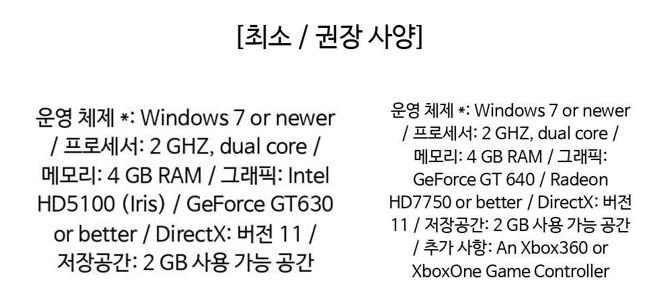 [최소 / 권장 사양]
운영 체제 *: Windows 7 or newer
/ 프로세서: 2 GHZ, dual core /
메모리: 4 GB RAM / 그래픽: Intel
HD5100 (Iris) / GeForce GT630
or better / DirectX: 버전 11 /
저장공간: 2 GB 사용 가능 공간
운영 체제 *: Windows 7 or newer
/ 프로세서: 2 GHZ, dual core /
메모리: 4 GB RAM / 그래픽:
GeForce GT 640 / Radeon
HD7750 or better / DirectX: 버전
11 / 저장공간: 2 GB 사용 가능 공간
/ 추가 사항: An Xbox360 or
XboxOne Game Controller